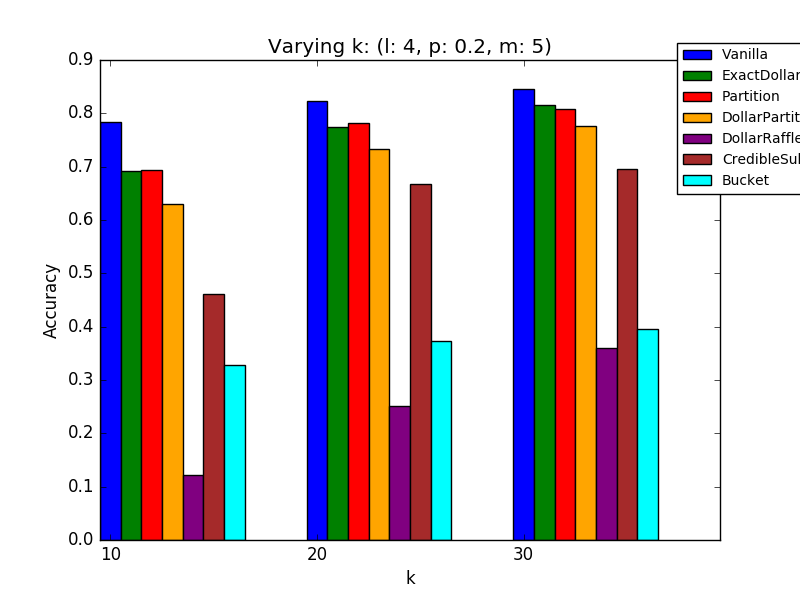 Varying k: (l: 4, p: 0.2, m: 5)
Vanilla
ExactDollar
Partition
DollarPartit
DollarRaffle
CredibleSul
Bucket
0.9
0.8
0.7
0.6
0.5
0.4
0.3
0.2
0.1
0.0
Accuracy
10 20 30
k